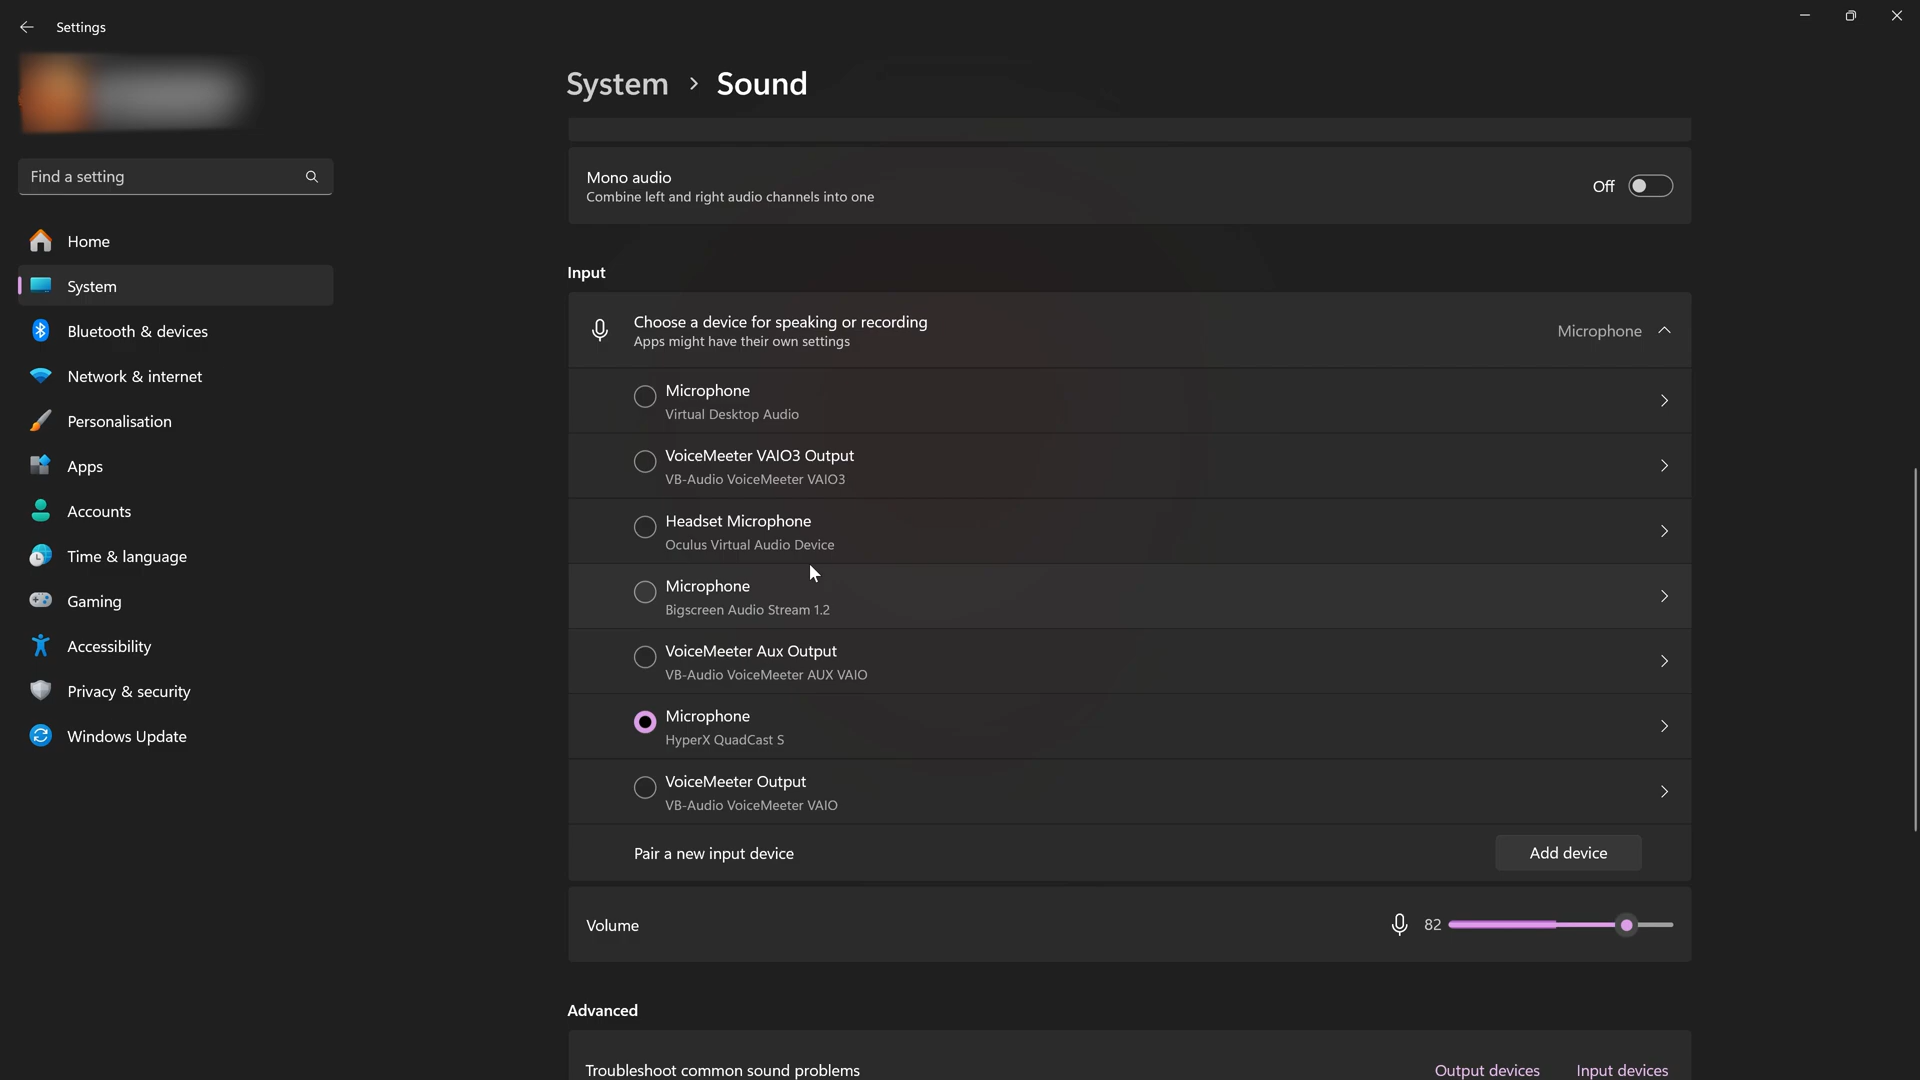 Settings
Find a setting
Home
System
Bluetooth & devices
Network & internet
Personalisation
Apps
Accounts
Time & language
Gaming
Accessibility
Privacy & security
Windows Update
System > Sound
Mono audio
Combine left and right audio channels into one
Off
Input
Choose a device for speaking or recording
Apps might have their own settings
Microphone
Microphone
Virtual Desktop Audio
VoiceMeeter VAIO3 Output
VB-Audio VoiceMeeter VAIO3
Headset Microphone
Oculus Virtual Audio Device
Microphone
Bigscreen Audio Stream 1.2
VoiceMeeter Aux Output
VB-Audio VoiceMeeter AUX VAIO
Microphone
HyperX QuadCast S
VoiceMeeter Output
VB-Audio VoiceMeeter VAIO
Pair a new input device
Add device
Volume
82
Advanced
Troubleshoot common sound problems
Output devices
Input devices